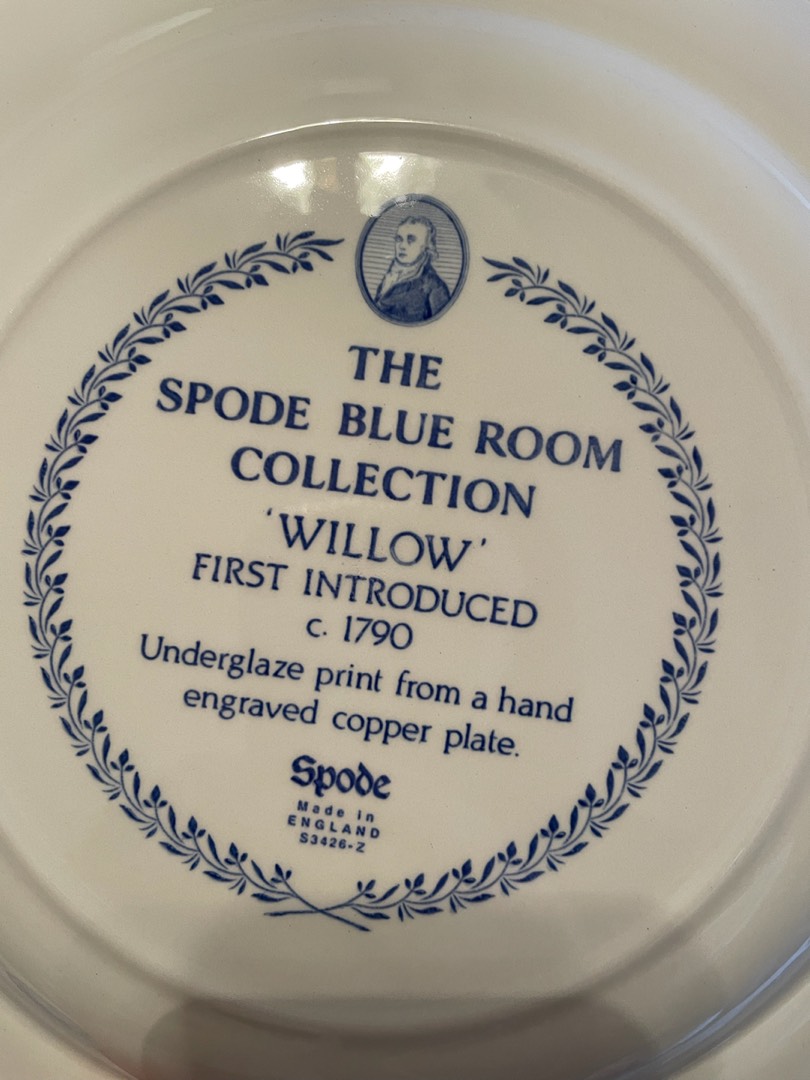 THE
SPODE BLUE ROOM
COLLECTION
'WILLOW'
FIRST INTRODUCED
c. 1790
Underglaze print from a hand
engraved copper plate.
Spode
Made in
ENGLAND
S3426-Z